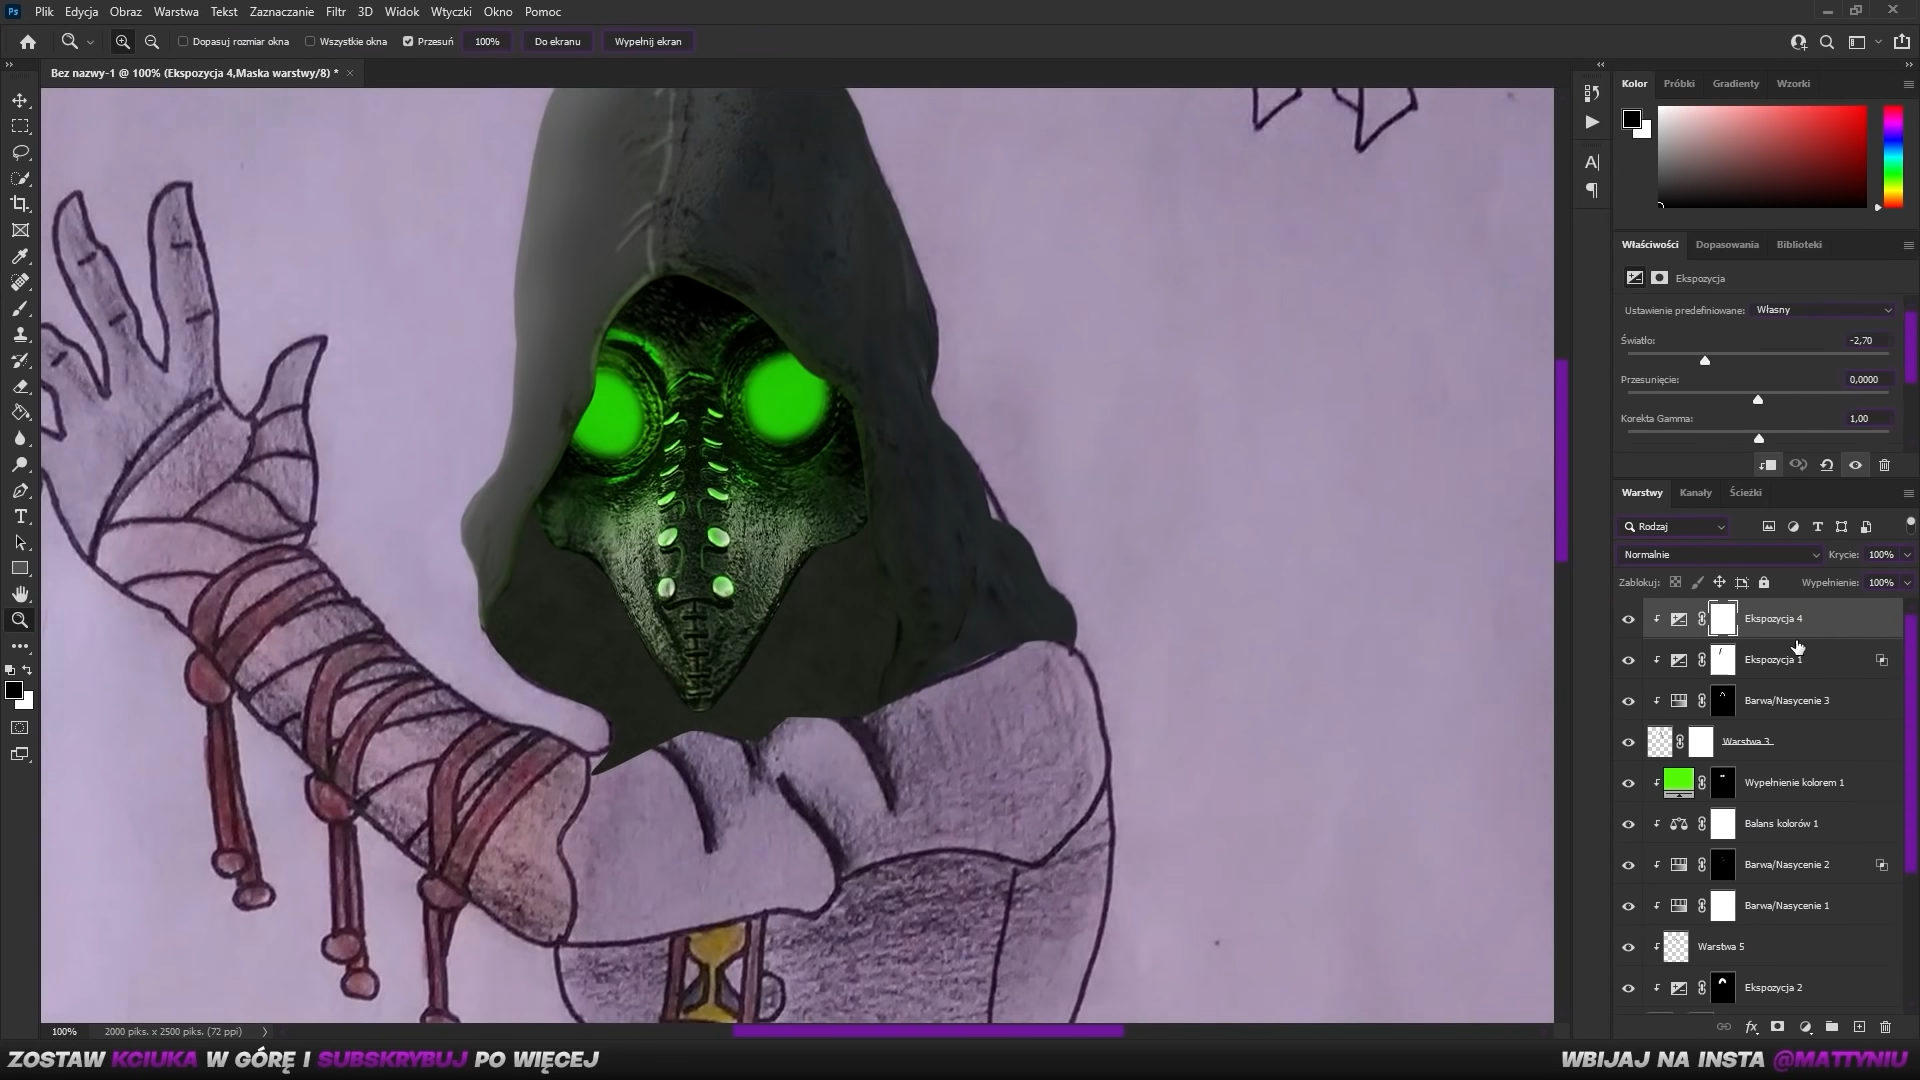 Ps Plik Edycja Obraz Warstwa Tekst Zaznaczanie Filtr 3D Widok Wtyczki Okno Pomoc
Dopasuj rozmiar okna Wszystkie okna Przesuń 100% Do ekranu Wypełnij ekran
Bez nazwy-1 @ 100% (Ekspozycja 4,Maska warstwy/8) *
Kolor Próbki Gradienty Wzorki
Właściwości Dopasowania Biblioteki
Ekspozycja
Ustawienie predefiniowane: Własny
Światło: -2,70
Przesunięcie: 0,0000
Korekta Gamma: 1,00
Warstwy Kanały Ścieżki
Rodzaj
Normalnie Krycie: 100%
Zablokuj: Wypełnienie: 100%
Ekspozycja 4
Ekspozycja 1
Barwa/Nasycenie 3
Warstwa 3
Wypełnienie kolorem 1
Balans kolorów 1
Barwa/Nasycenie 2
Barwa/Nasycenie 1
Warstwa 5
Ekspozycja 2
100% 2000 piks. x 2500 piks. (72 ppi)
ZOSTAW KCIUKA W GÓRĘ I SUBSKRYBUJ PO WIĘCEJ
WBIJAJ NA INSTA @MATTYNIU